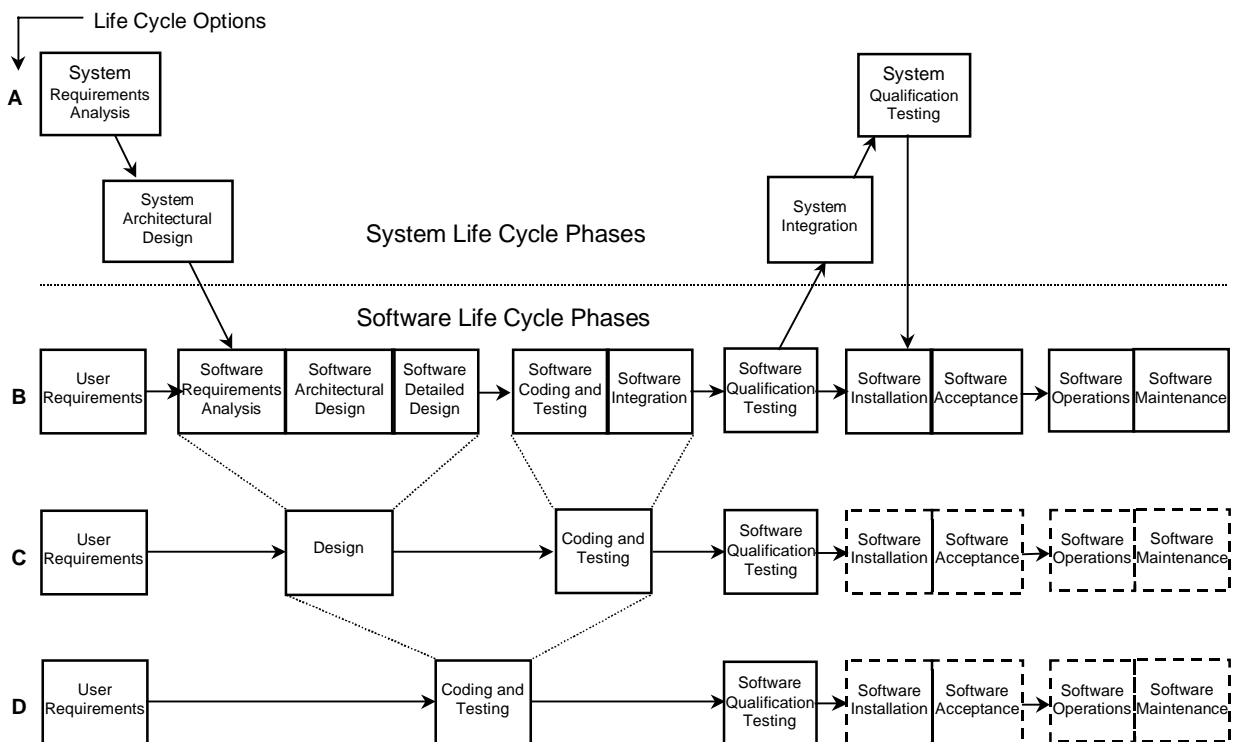 Life Cycle Options
A
System
Requirements
Analysis
System
Qualification
Testing
System
Architectural
Design
System
Integration
System Life Cycle Phases
Software Life Cycle Phases
B
User
Requirements
Software
Requirements
Analysis
Software
Architectural
Design
Software
Detailed
Design
Software
Coding and
Testing
Software
Integration
Software
Qualification
Testing
Software
Installation
Software
Acceptance
Software
Operations
Software
Maintenance
C
User
Requirements
Design
Coding and
Testing
Software
Qualification
Testing
Software
Installation
Software
Acceptance
Software
Operations
Software
Maintenance
D
User
Requirements
Coding and
Testing
Software
Qualification
Testing
Software
Installation
Software
Acceptance
Software
Operations
Software
Maintenance